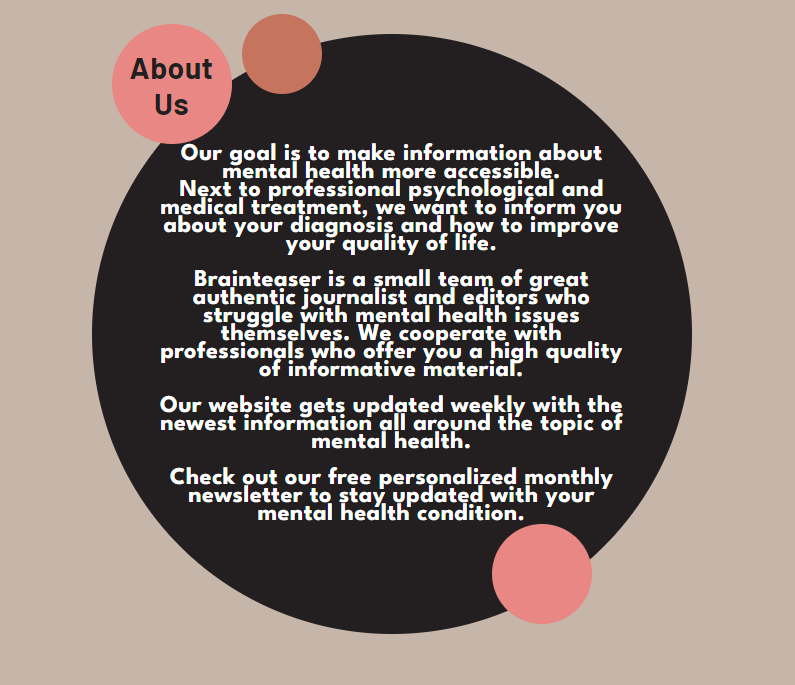 About
Us
Our goal is to make information about
mental health more accessible.
Next to professional psychological and
medical treatment, we want to inform you
about your diagnosis and how to improve
your quality of life.
Brainteaser is a small team of great
authentic journalist and editors who
struggle with mental health issues
themselves. We cooperate with
professionals who offer you a high quality
of informative material.
Our website gets updated weekly with the
newest information all around the topic of
mental health.
Check out our free personalized monthly
newsletter to stay updated with your
mental health condition.